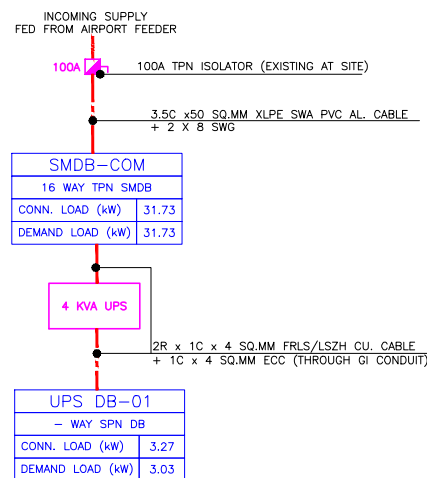 INCOMING SUPPLY
FED FROM AIRPORT FEEDER
100A
100A TPN ISOLATOR (EXISTING AT SITE)
3.5C x50 SQ.MM XLPE SWA PVC AL. CABLE
+ 2 X 8 SWG
SMDB-COM
16 WAY TPN SMDB
CONN. LOAD (kW) 31.73
DEMAND LOAD (kW) 31.73
4 KVA UPS
2R x 1C x 4 SQ.MM FRLS/LSZH CU. CABLE
+ 1C x 4 SQ.MM ECC (THROUGH GI CONDUIT)
UPS DB-01
- WAY SPN DB
CONN. LOAD (kW) 3.27
DEMAND LOAD (kW) 3.03